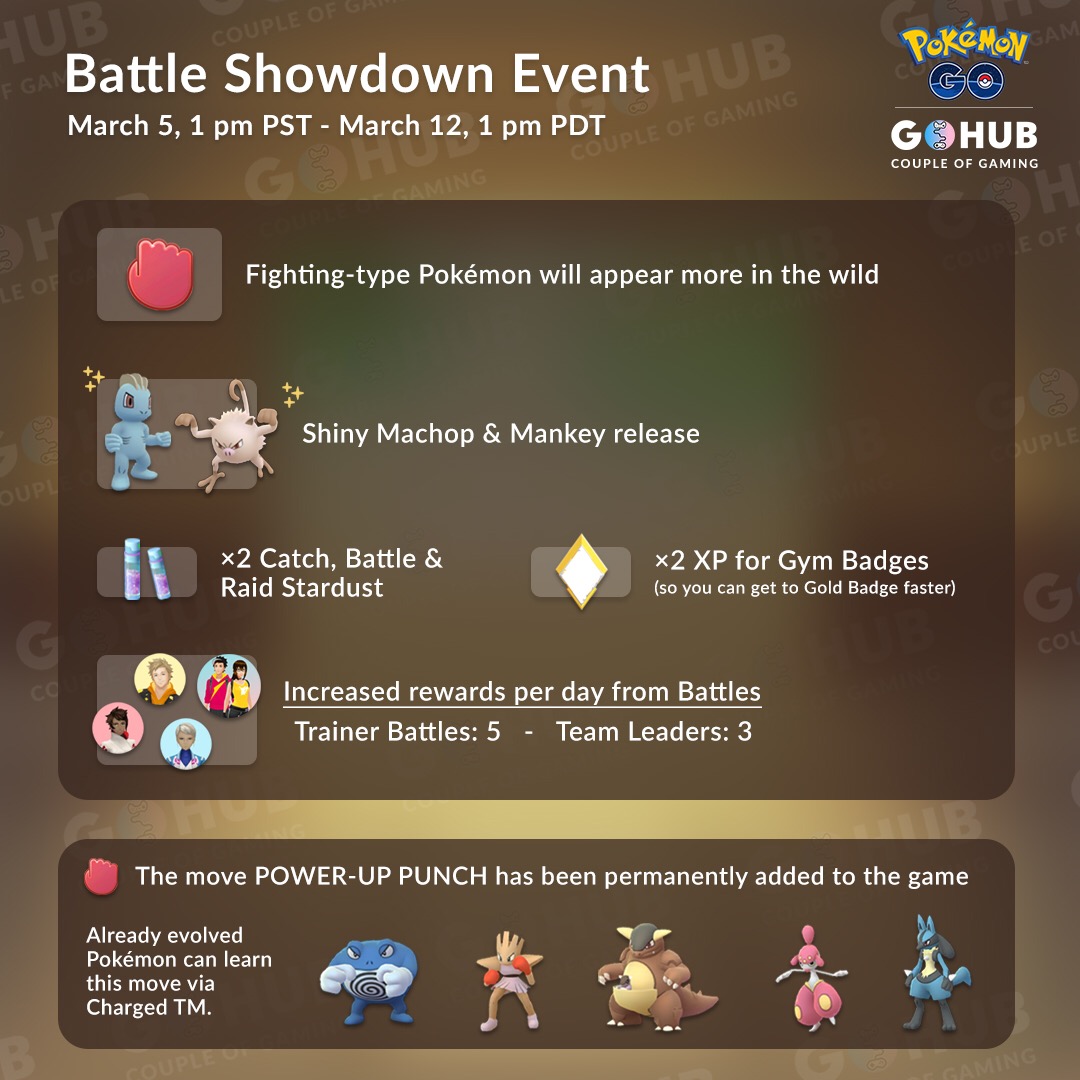 Battle Showdown Event
March 5, 1 pm PST - March 12, 1 pm PDT
POKéMON
GO
GOHUB
COUPLE OF GAMING
Fighting-type Pokémon will appear more in the wild
Shiny Machop & Mankey release
×2 Catch, Battle &
Raid Stardust
×2 XP for Gym Badges
(so you can get to Gold Badge faster)
Increased rewards per day from Battles
Trainer Battles: 5 - Team Leaders: 3
The move POWER-UP PUNCH has been permanently added to the game
Already evolved
Pokémon can learn
this move via
Charged TM.